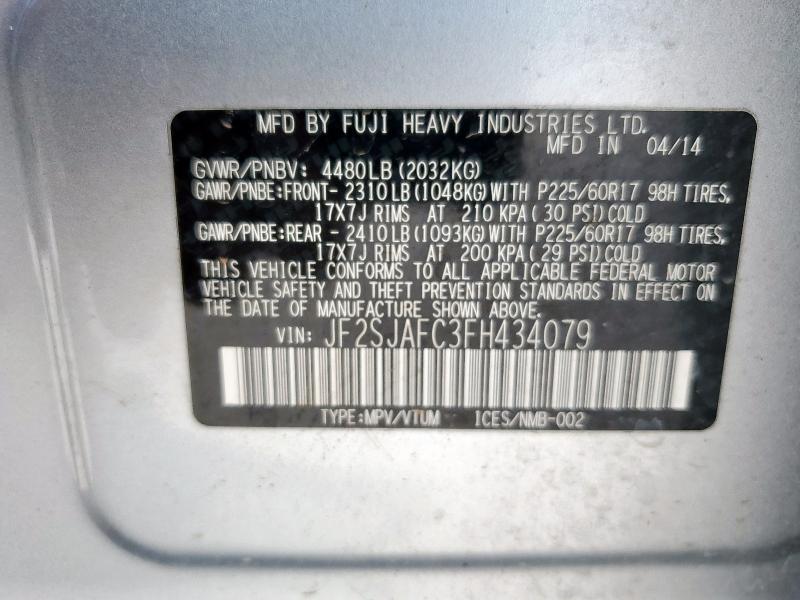 MFD BY FUJI HEAVY INDUSTRIES LTD.
MFD IN 04/14
GVWR/PNBV: 4480LB (2032KG)
GAWR/PNBE:FRONT- 2310LB (1048KG) WITH P225/60R17 98H TIRES,
17X7J RIMS AT 210 KPA ( 30 PSI) COLD
GAWR/PNBE:REAR - 2410LB (1093KG) WITH P225/60R17 98H TIRES,
17X7J RIMS AT 200 KPA ( 29 PSI) COLD
THIS VEHICLE CONFORMS TO ALL APPLICABLE FEDERAL MOTOR
VEHICLE SAFETY AND THEFT PREVENTION STANDARDS IN EFFECT ON
THE DATE OF MANUFACTURE SHOWN ABOVE.
VIN: JF2SJAFC3FH434079
TYPE:MPV/VTUM ICES/NMB-002